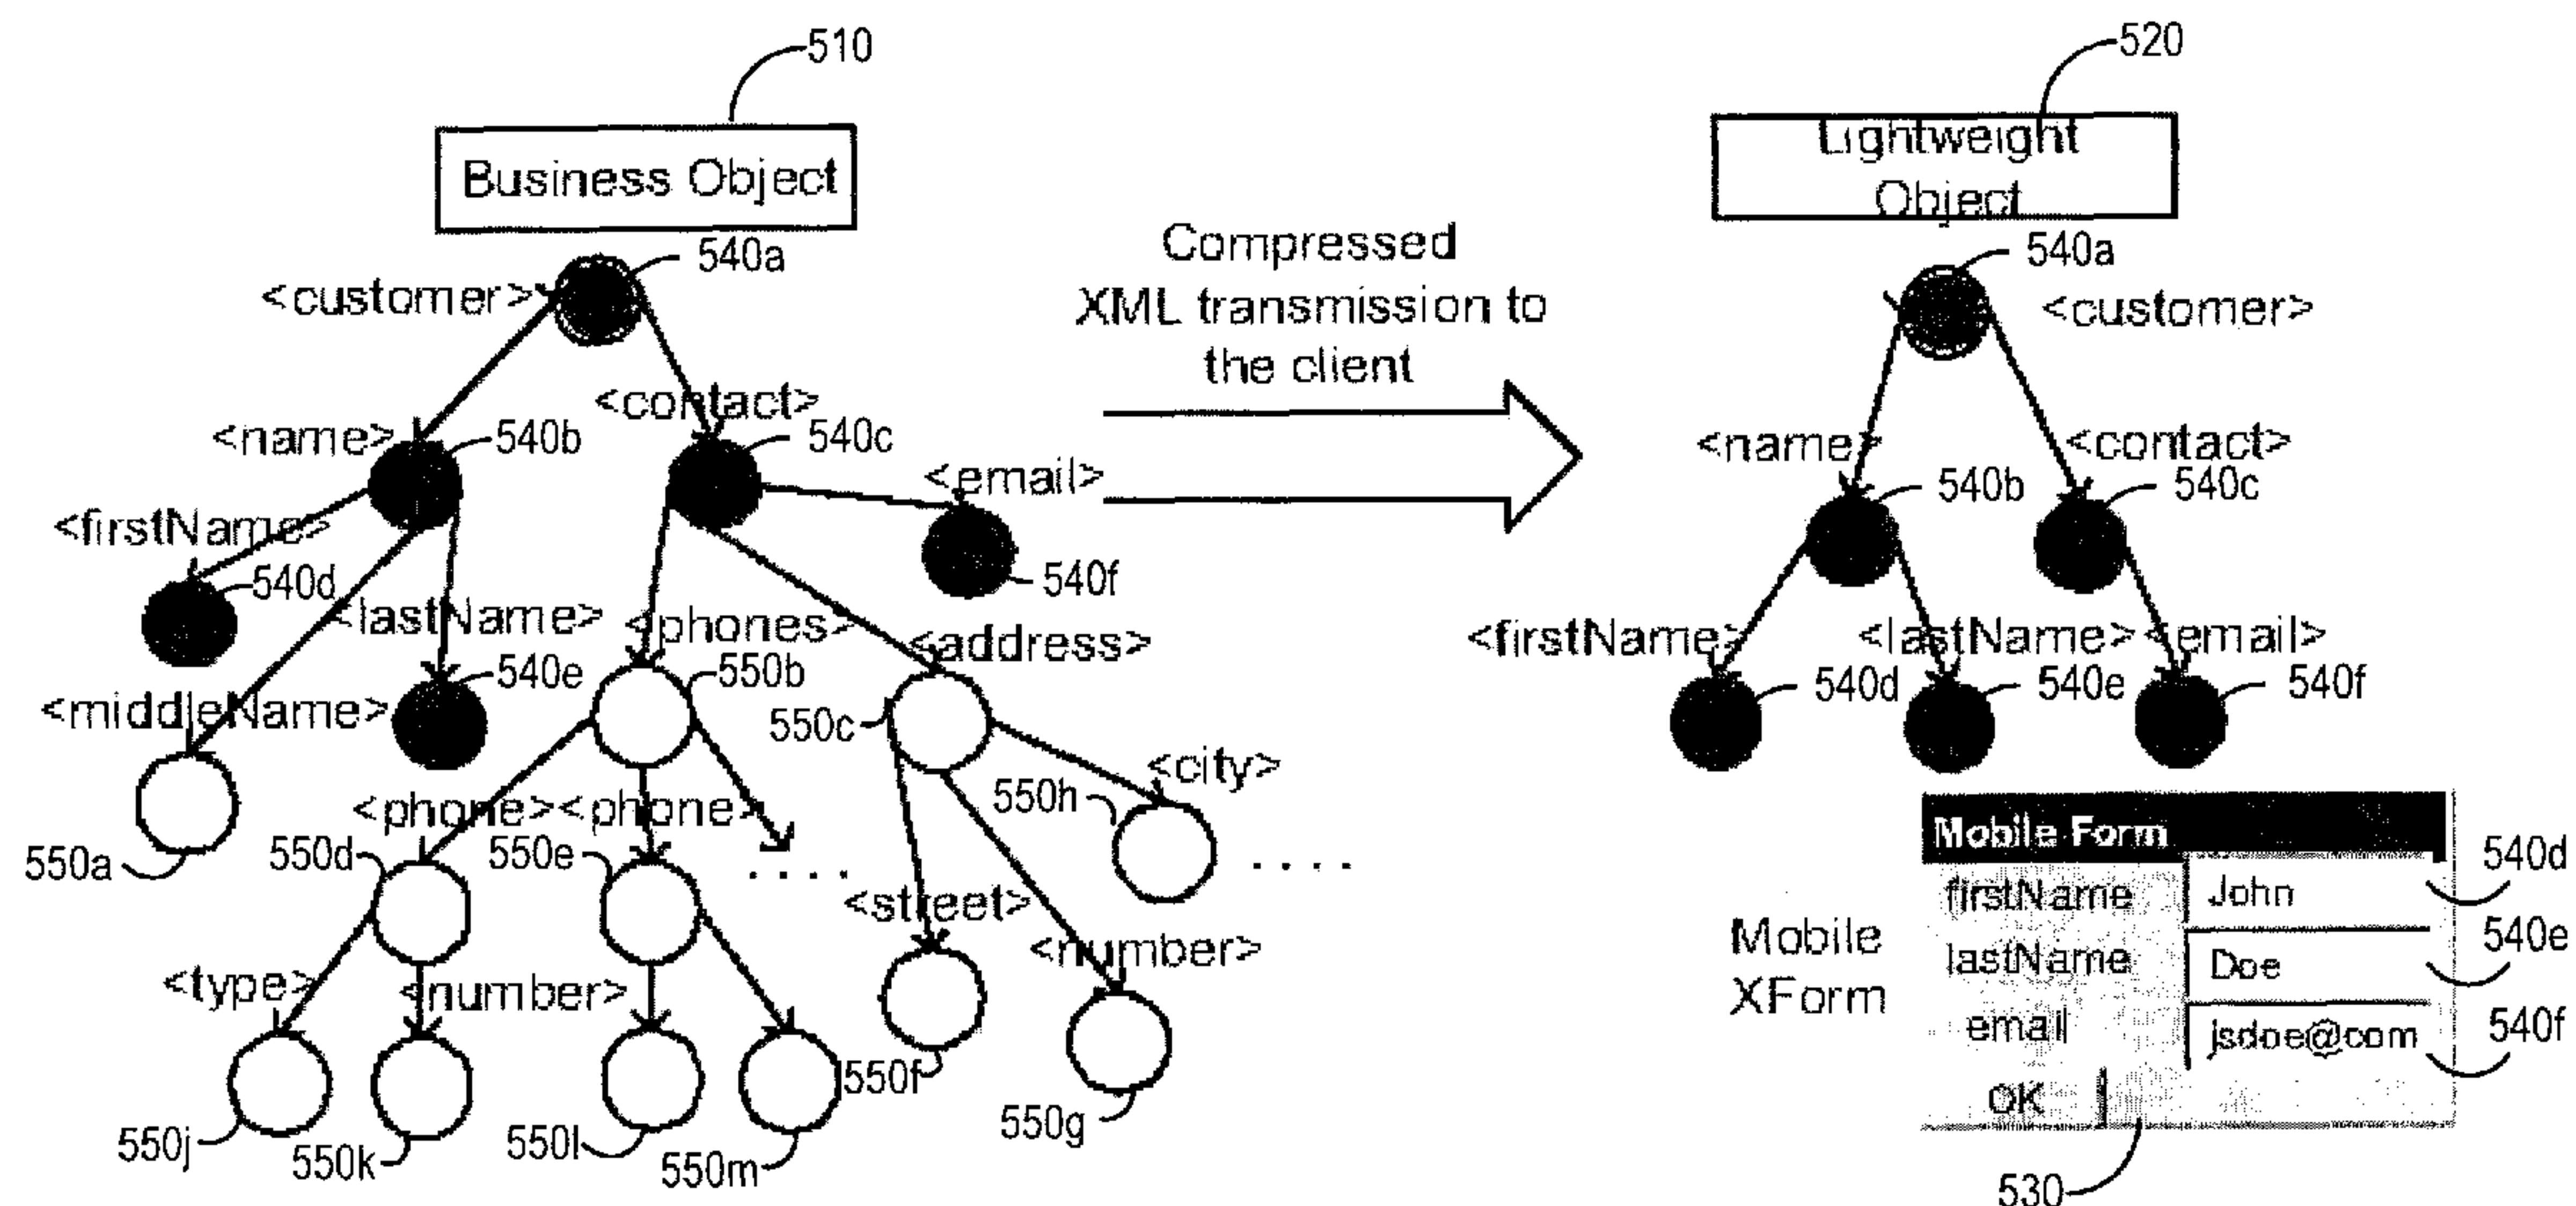 510
520
Business Object
Lightweight
Object
540a
<customer>
Compressed
XML transmission to
the client
540a
<customer>
<contact>
<name>
540b
540c
<email>
<firstName>
540d
540f
<name>
<contact>
540b
540c
<lastName>
<phones>
<address>
540e
550b
<middleName>
550c
<firstName>
<lastName>
<email>
540d
540e
540f
<city>
550h
<phone>
<phone>
550a
550d
550e
. . . .
. . . .
<street>
<number>
<type>
<number>
550f
550g
550j
550k
550l
550m
Mobile Form
firstName
John
540d
Mobile
XForm
lastName
Doe
540e
email
jsdoe@com
540f
OK
530